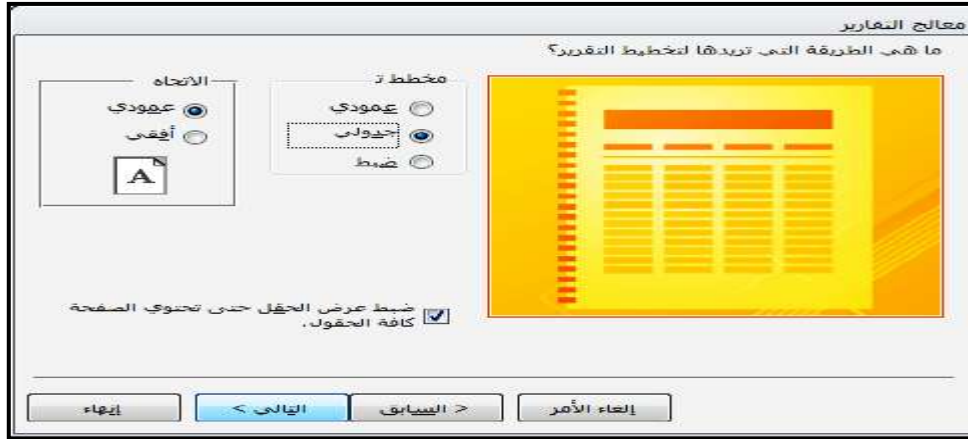 معالج التقارير
ما هي الطريقة التي تريدها لتخطيط التقرير؟
مخطط ت
عمودي
جدولي
ضبط
الاتجاه
عمودي
أفقي
A
ضبط عرض الحقل حتى تحتوي الصفحة
كافة الحقول.
إلغاء الأمر
< السابق
التالي >
إنهاء